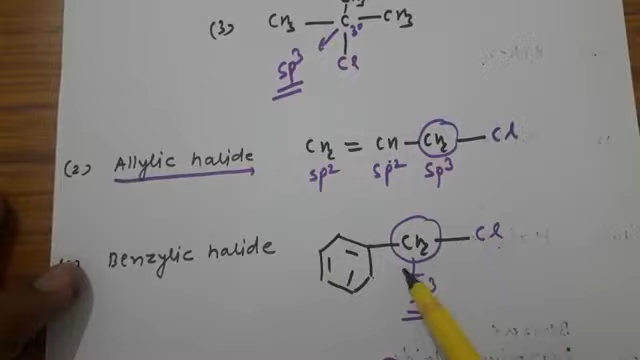 (3) CH3 — C 3° — CH3
Cl
sp3
(2) Allylic halide CH2 = CH — CH2 — Cl
sp2 sp2 sp3
Benzylic halide CH2 — Cl
3